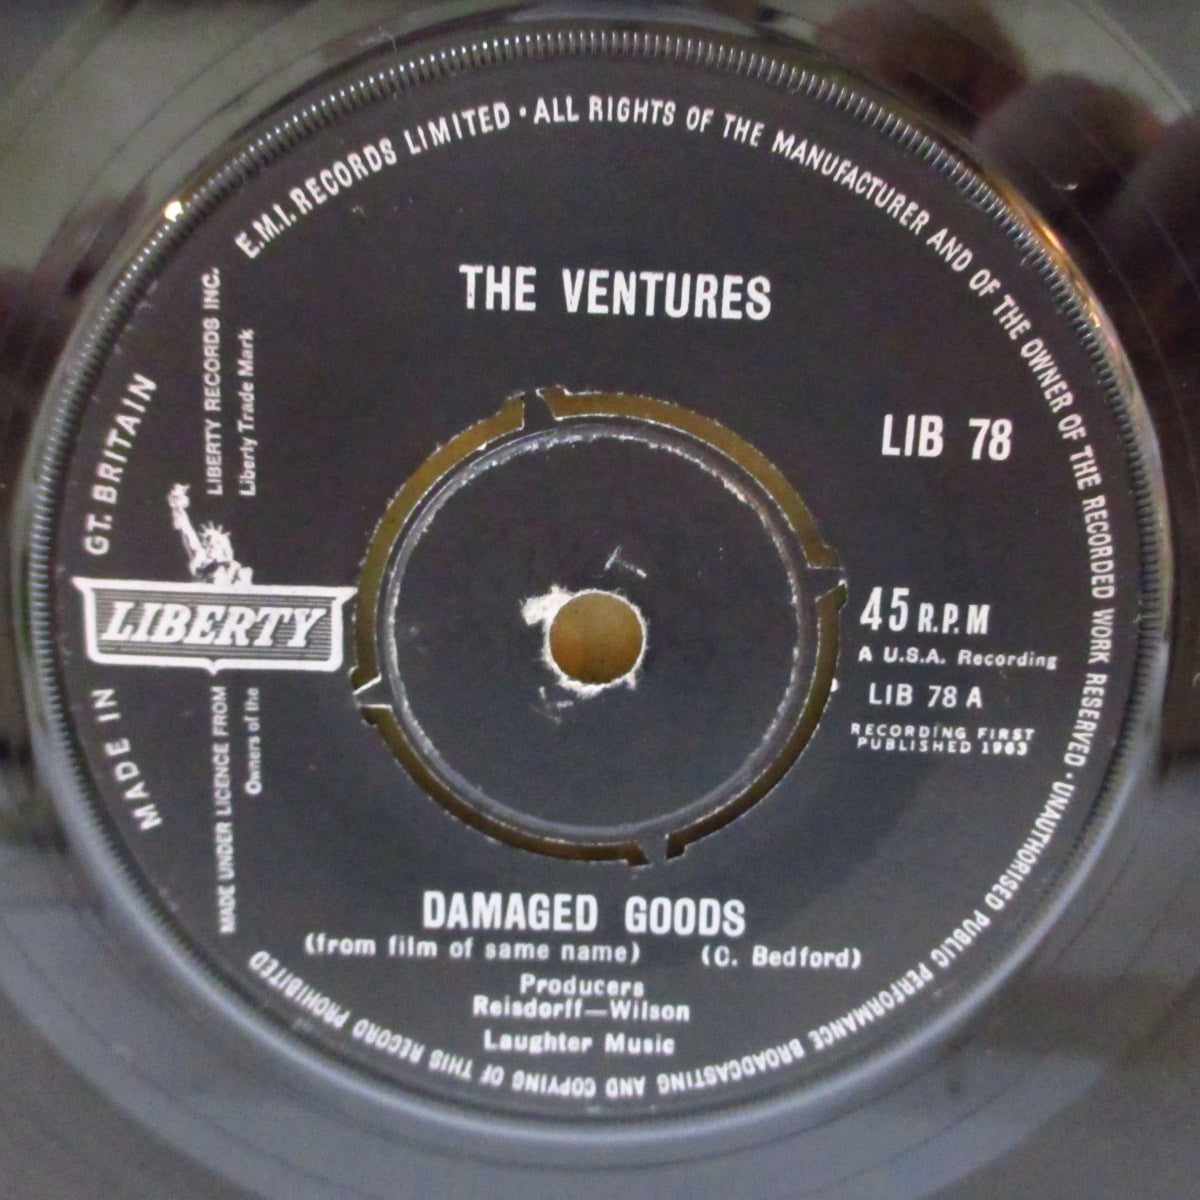 E.M.I. RECORDS LIMITED · ALL RIGHTS OF THE MANUFACTURER AND OF THE OWNER OF THE RECORDED WORK RESERVED · UNAUTHORISED PUBLIC PERFORMANCE BROADCASTING AND COPYING OF THIS RECORD PROHIBITED
MADE IN GT. BRITAIN
LIBERTY RECORDS INC.
Liberty Trade Mark
LIBERTY
MADE UNDER LICENCE FROM
Owners of the
THE VENTURES
LIB 78
45 R.P.M
A U.S.A. Recording
LIB 78 A
RECORDING FIRST
PUBLISHED 1963
DAMAGED GOODS
(from film of same name) (C. Bedford)
Producers
Reisdorff—Wilson
Laughter Music